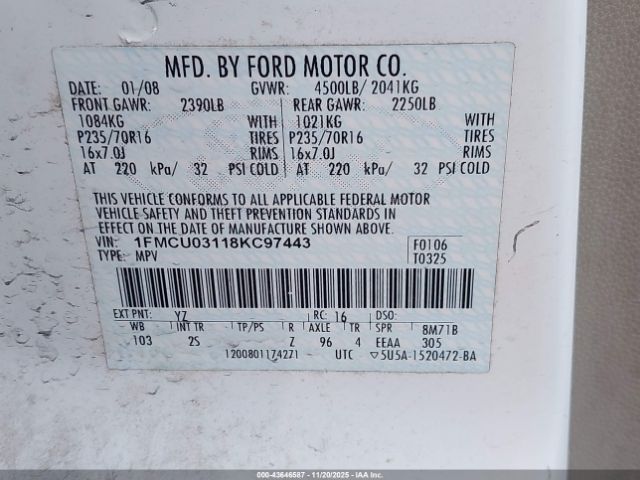 MFD. BY FORD MOTOR CO.
DATE: 01/08 GVWR: 4500LB/ 2041KG
FRONT GAWR: 2390LB REAR GAWR: 2250LB
1084KG WITH 1021KG WITH
P235/70R16 TIRES P235/70R16 TIRES
16x7.0J RIMS 16x7.0J RIMS
AT 220 kPa/ 32 PSI COLD AT 220 kPa/ 32 PSI COLD
THIS VEHICLE CONFORMS TO ALL APPLICABLE FEDERAL MOTOR
VEHICLE SAFETY AND THEFT PREVENTION STANDARDS IN
EFFECT ON THE DATE OF MANUFACTURE SHOWN ABOVE.
VIN: 1FMCU03118KC97443 F0106
TYPE: MPV T0325
EXT PNT: YZ RC: 16 DSO:
WB INT TR TP/PS R AXLE TR SPR 8M71B
103 2S Z 96 4 EEAA 305
1200801174271 UTC ▽5U5A-1520472-BA
000-43646587 - 11/20/2025 - IAAI.COM